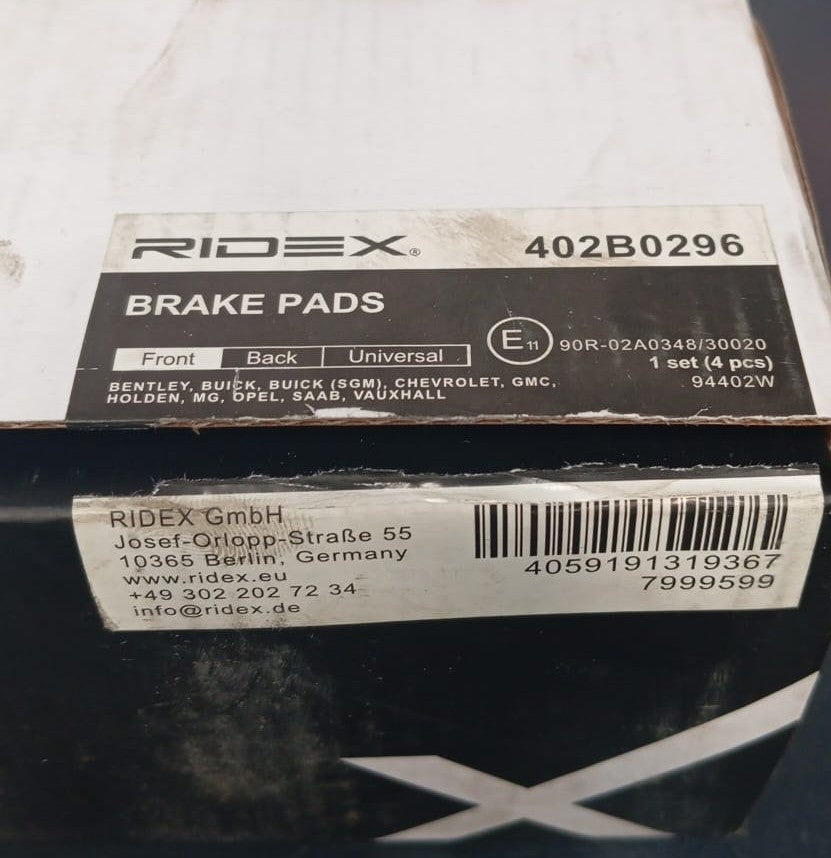 RIDEX® 402B0296
BRAKE PADS
Front Back Universal
E11 90R-02A0348/30020
1 set (4 pcs)
94402W
BENTLEY, BUICK, BUICK (SGM), CHEVROLET, GMC,
HOLDEN, MG, OPEL, SAAB, VAUXHALL
RIDEX GmbH
Josef-Orlopp-Straße 55
10365 Berlin, Germany
www.ridex.eu
+49 302 202 72 34
info@ridex.de
4059191319367
7999599